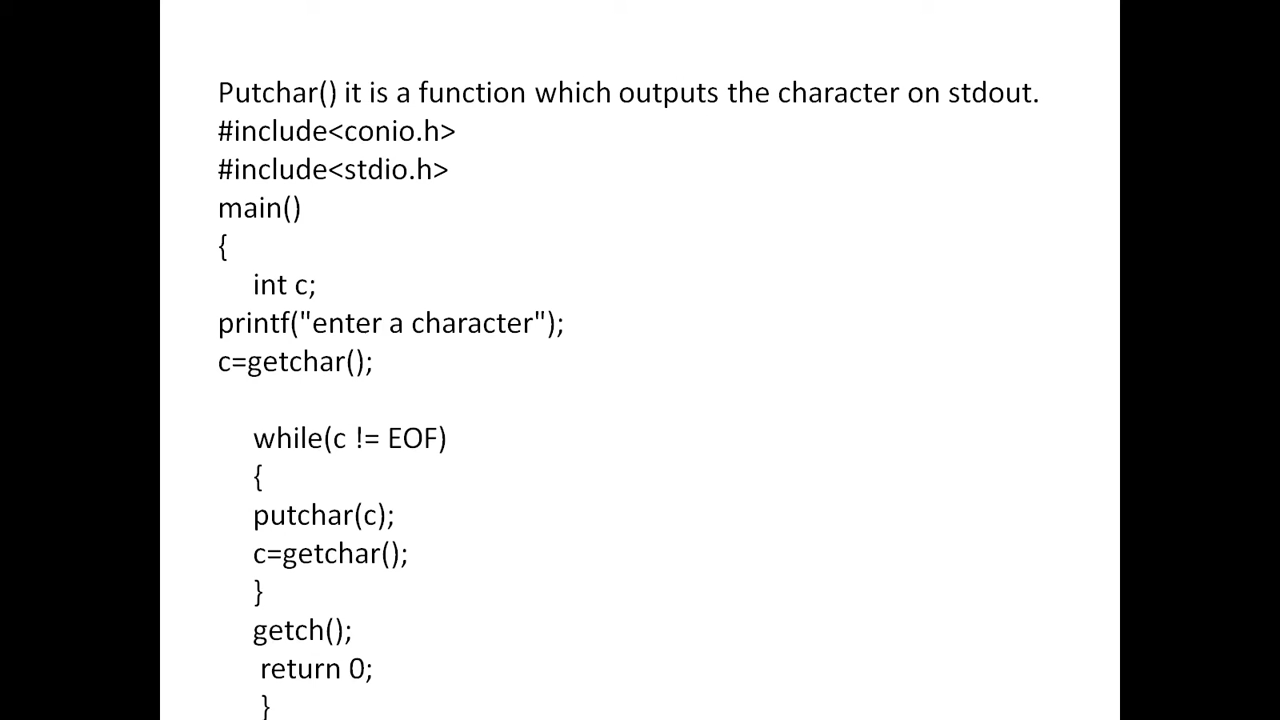 Putchar() it is a function which outputs the character on stdout.
#include<conio.h>
#include<stdio.h>
main()
{
int c;
printf("enter a character");
c=getchar();
while(c != EOF)
{
putchar(c);
c=getchar();
}
getch();
return 0;
}